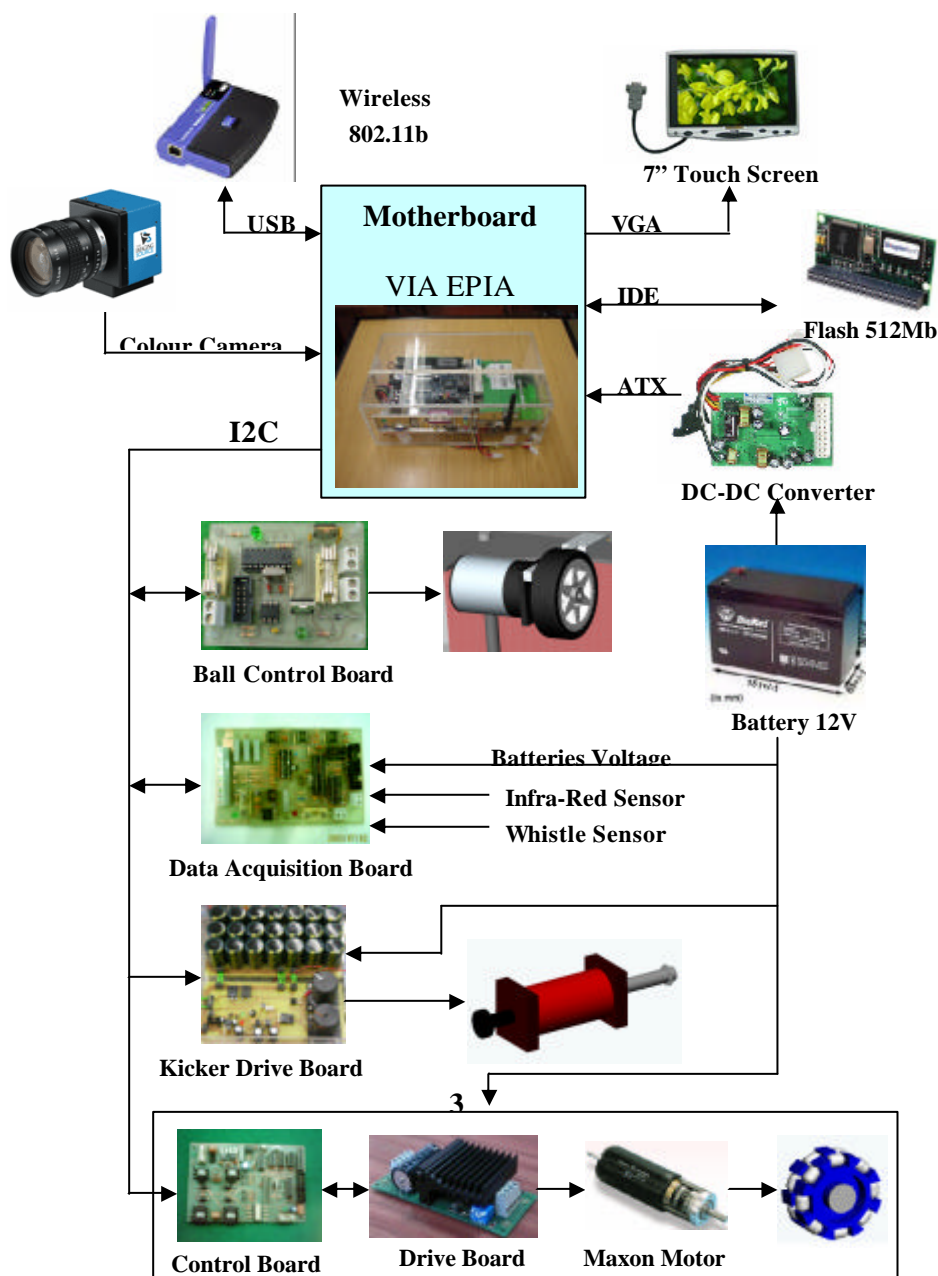 Wireless
802.11b
7” Touch Screen
USB
Motherboard
VGA
VIA EPIA
IDE
Flash 512Mb
Colour Camera
ATX
I2C
DC-DC Converter
Ball Control Board
Battery 12V
Batteries Voltage
Infra-Red Sensor
Whistle Sensor
Data Acquisition Board
Kicker Drive Board
3
Control Board
Drive Board
Maxon Motor